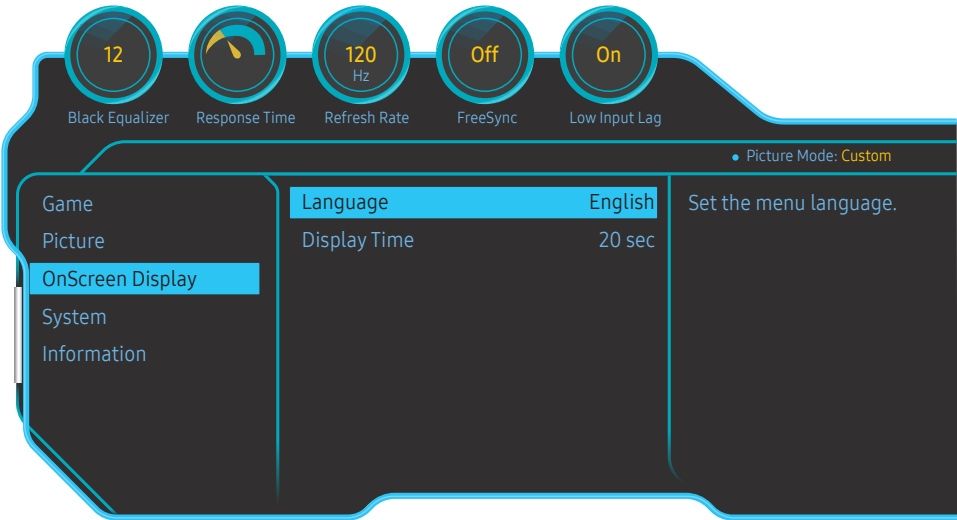 12
120
Hz
Off
On
Black Equalizer
Response Time
Refresh Rate
FreeSync
Low Input Lag
Picture Mode: Custom
Game
Picture
OnScreen Display
System
Information
Language English
Display Time 20 sec
Set the menu language.